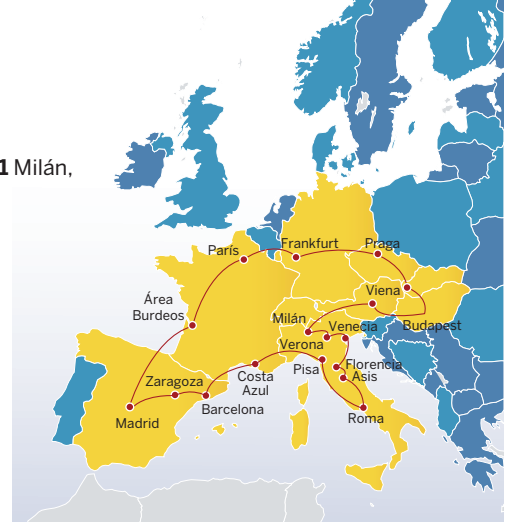 1 Milán,
París
Frankfurt
Praga
Viena
Área
Burdeos
Milán
Venecia
Budapest
Verona
Pisa
Florencia
Asis
Costa
Azul
Zaragoza
Barcelona
Madrid
Roma